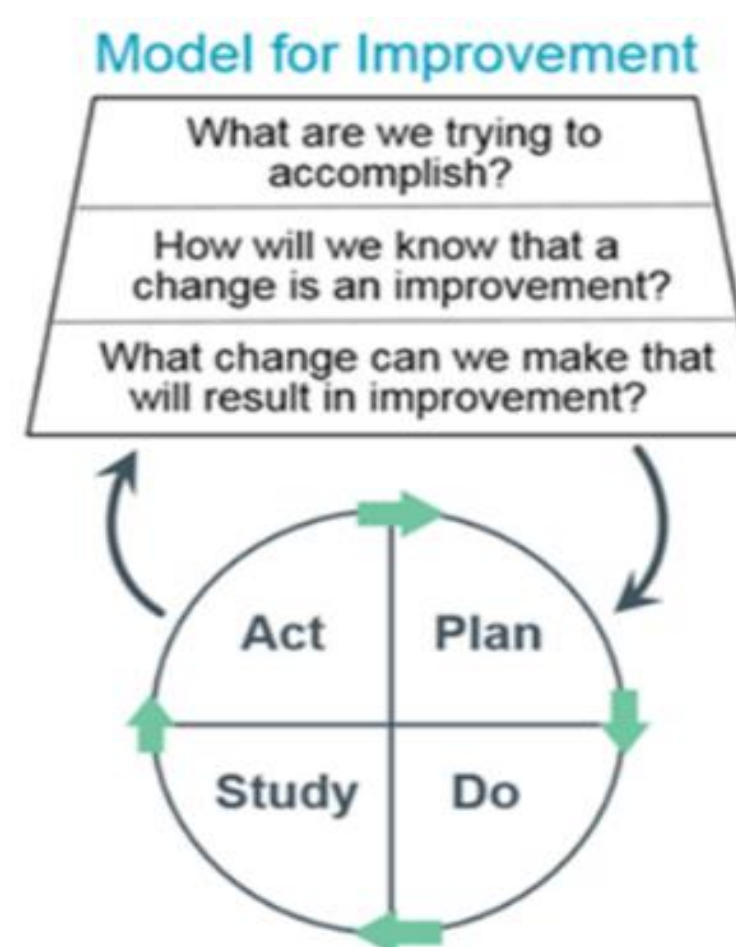 Model for Improvement
What are we trying to
accomplish?
How will we know that a
change is an improvement?
What change can we make that
will result in improvement?
Act
Plan
Study
Do